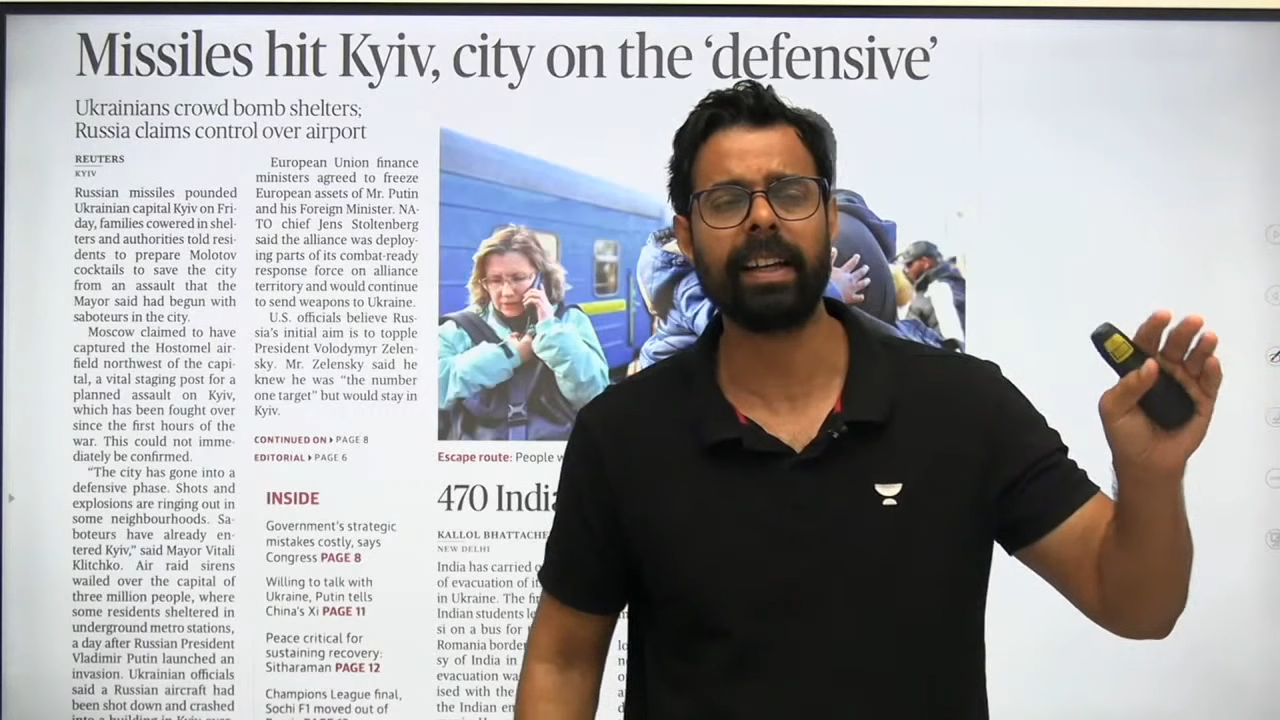 Missiles hit Kyiv, city on the ‘defensive’
Ukrainians crowd bomb shelters;
Russia claims control over airport
REUTERS
KYIV
Russian missiles pounded
Ukrainian capital Kyiv on Fri-
day, families cowered in shel-
ters and authorities told resi-
dents to prepare Molotov
cocktails to save the city
from an assault that the
Mayor said had begun with
saboteurs in the city.
Moscow claimed to have
captured the Hostomel air-
field northwest of the capi-
tal, a vital staging post for a
planned assault on Kyiv,
which has been fought over
since the first hours of the
war. This could not imme-
diately be confirmed.
“The city has gone into a
defensive phase. Shots and
explosions are ringing out in
some neighbourhoods. Sa-
boteurs have already en-
tered Kyiv,” said Mayor Vitali
Klitchko. Air raid sirens
wailed over the capital of
three million people, where
some residents sheltered in
underground metro stations,
a day after Russian President
Vladimir Putin launched an
invasion. Ukrainian officials
said a Russian aircraft had
been shot down and crashed
into a building in Kyiv
European Union finance
ministers agreed to freeze
European assets of Mr. Putin
and his Foreign Minister. NA-
TO chief Jens Stoltenberg
said the alliance was deploy-
ing parts of its combat-ready
response force on alliance
territory and would continue
to send weapons to Ukraine.
U.S. officials believe Rus-
sia’s initial aim is to topple
President Volodymyr Zelen-
sky. Mr. Zelensky said he
knew he was “the number
one target” but would stay in
Kyiv.
CONTINUED ON PAGE 8
EDITORIAL PAGE 6
INSIDE
Government’s strategic
mistakes costly, says
Congress PAGE 8
Willing to talk with
Ukraine, Putin tells
China’s Xi PAGE 11
Peace critical for
sustaining recovery:
Sitharaman PAGE 12
Champions League final,
Sochi F1 moved out of
Escape route: People w
470 India
KALLOL BHATTACHE
NEW DELHI
India has carried o
of evacuation of it
in Ukraine. The fir
Indian students le
si on a bus for
Romania border
sy of India in
evacuation wa
ised with the
the Indian em